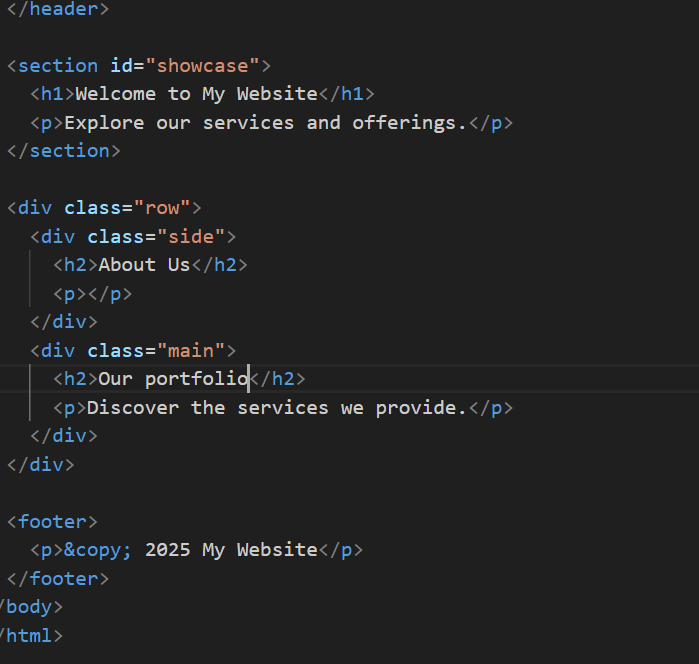 </header>
<section id="showcase">
<h1>Welcome to My Website</h1>
<p>Explore our services and offerings.</p>
</section>
<div class="row">
<div class="side">
<h2>About Us</h2>
<p></p>
</div>
<div class="main">
<h2>Our portfolio</h2>
<p>Discover the services we provide.</p>
</div>
</div>
<footer>
<p>&copy; 2025 My Website</p>
</footer>
/body>
/html>